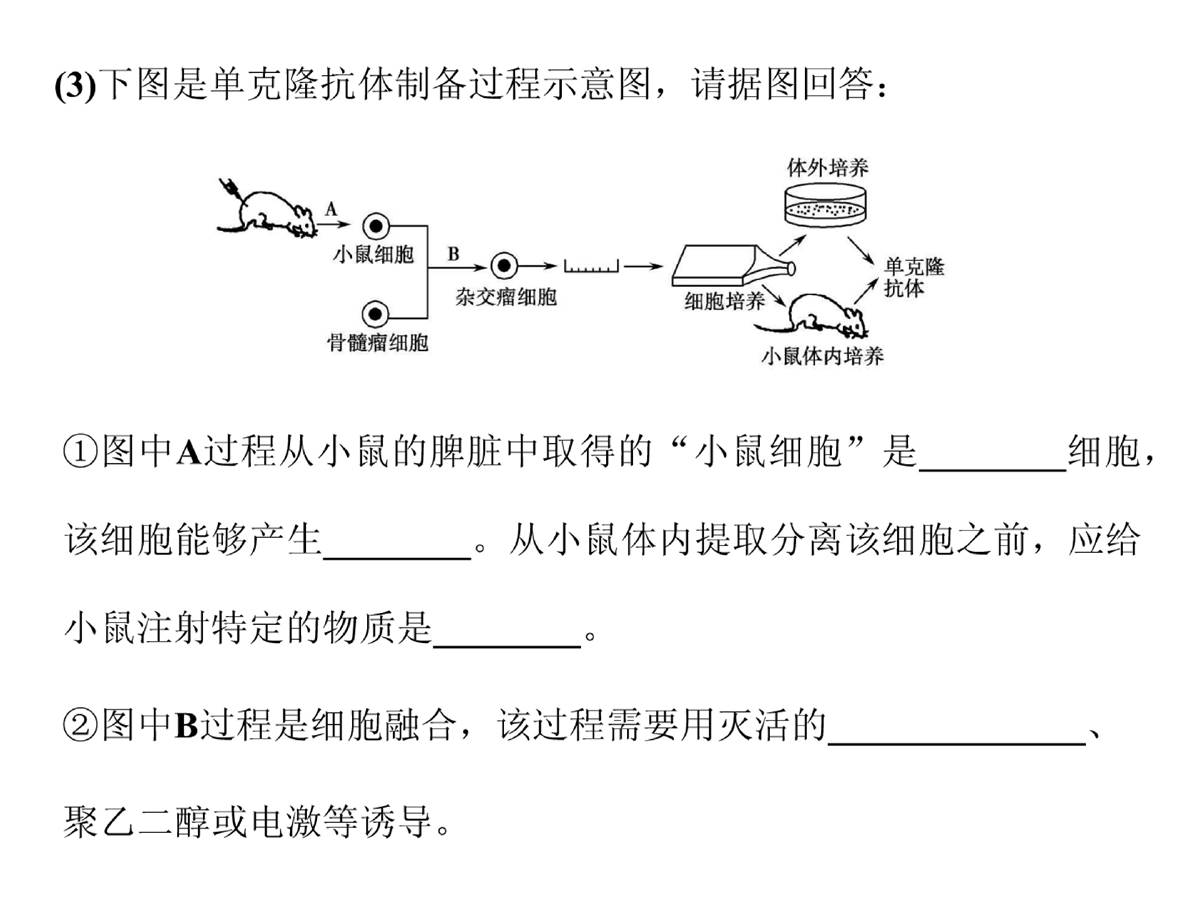 (3)下图是单克隆抗体制备过程示意图，请据图回答：
体外培养
A
小鼠细胞
B
杂交瘤细胞
骨髓瘤细胞
细胞培养
单克隆
抗体
小鼠体内培养
①图中A过程从小鼠的脾脏中取得的“小鼠细胞”是________细胞，
该细胞能够产生________。从小鼠体内提取分离该细胞之前，应给
小鼠注射特定的物质是________。
②图中B过程是细胞融合，该过程需要用灭活的______________、
聚乙二醇或电激等诱导。